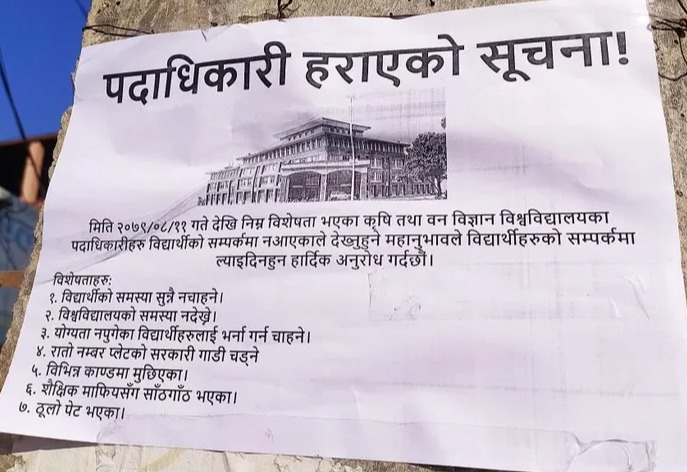 पदाधिकारी हराएको सूचना!
मिति २०७९/०८/११ गते देखि निम्न विशेषता भएका कृषि तथा वन विज्ञान विश्वविद्यालयका
पदाधिकारीहरु विद्यार्थीको सम्पर्कमा नआएकाले देख्नुहुने महानुभावले विद्यार्थीहरुको सम्पर्कमा
ल्याइदिनहुन हार्दिक अनुरोध गर्दछौं।
विशेषताहरु:
१. विद्यार्थीको समस्या सुन्नै नचाहने।
२. विश्वविद्यालयको समस्या नदेख्ने।
३. योग्यता नपुगेका विद्यार्थीहरुलाई भर्ना गर्न चाहने।
४. रातो नम्बर प्लेटको सरकारी गाडी चड्ने
५. विभिन्न काण्डमा मुछिएका।
६. शैक्षिक माफियासँग साँठगाँठ भएका।
७. ठूलो पेट भएका।